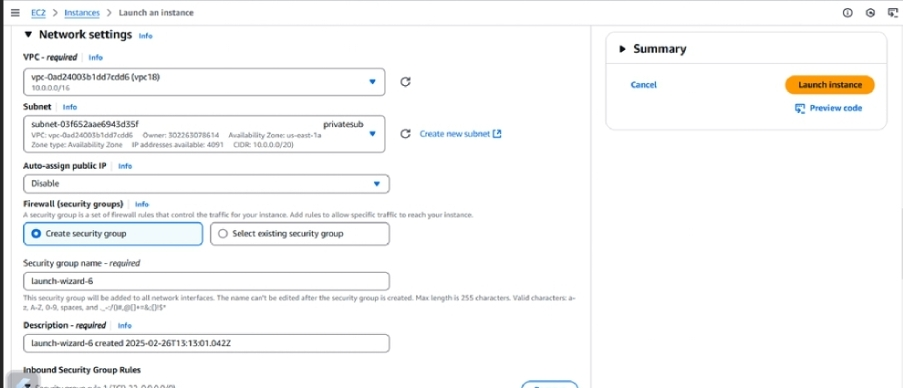 EC2 > Instances > Launch an instance
▼ Network settings Info
VPC - required | Info
vpc-0ad24003b1dd7cdd6 (vpc18)
10.0.0.0/16
Subnet | Info
subnet-03f652aae6943d35f privatesub
VPC: vpc-0ad24003b1dd7cdd6 Owner: 302263078614 Availability Zone: us-east-1a
Zone type: Availability Zone IP addresses available: 4091 CIDR: 10.0.0.0/20)
Create new subnet
Auto-assign public IP | Info
Disable
Firewall (security groups) | Info
A security group is a set of firewall rules that control the traffic for your instance. Add rules to allow specific traffic to reach your instance.
Create security group
Select existing security group
Security group name - required
launch-wizard-6
This security group will be added to all network interfaces. The name can't be edited after the security group is created. Max length is 255 characters. Valid characters: a-
z, A-Z, 0-9, spaces, and
Description - required | Info
launch-wizard-6 created 2025-02-26T13:13:01.042Z
Inbound Security Group Rules
▶ Summary
Cancel
Launch instance
Preview code